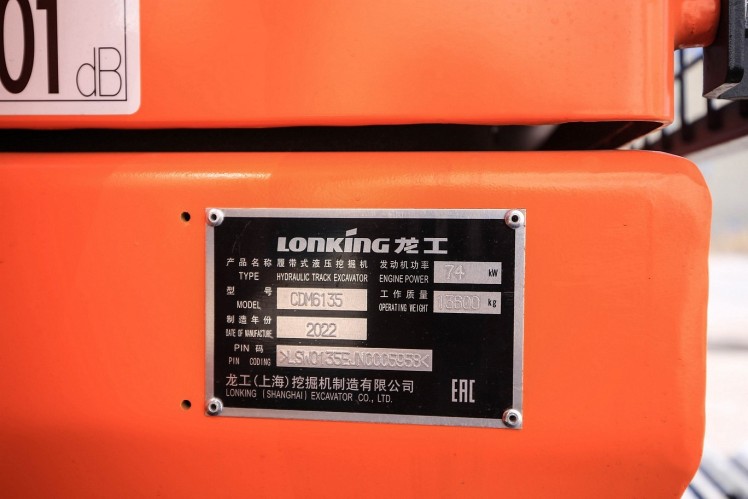 01
dB
LONKING 龙工
产品名称 履带式液压挖掘机 发动机功率 74 kW
TYPE HYDRAULIC TRACK EXCAVATOR ENGINE POWER
型号 CDM6135 工作质量 13600 kg
MODEL OPERATING WEIGHT
制造年份 2022
DATE OF MANUFACTURE
PIN 码
PIN CODING
龙工(上海)挖掘机制造有限公司
LONKING (SHANGHAI) EXCAVATOR CO., LTD.
EAC